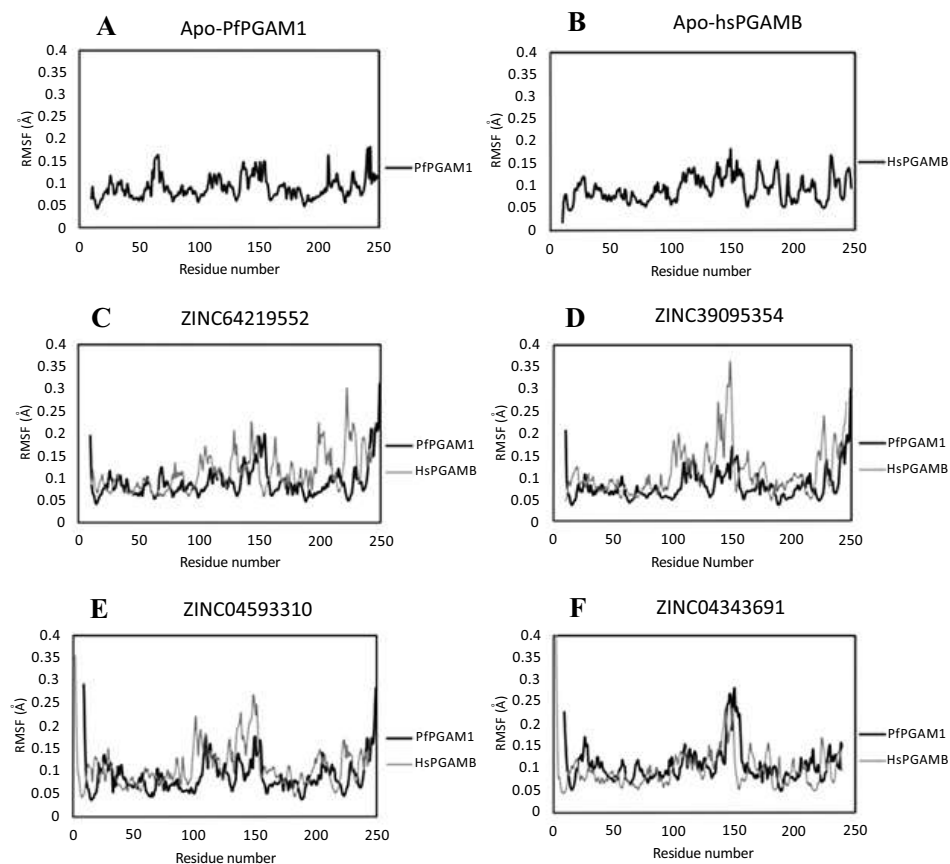 A Apo-PfPGAM1
0.4
0.35
0.3
0.25
0.2
0.15
0.1
0.05
0
RMSF (Å)
0 50 100 150 200 250
Residue number
PfPGAM1
B Apo-hsPGAMB
0.4
0.35
0.3
0.25
0.2
0.15
0.1
0.05
0
RMSF (Å)
0 50 100 150 200 250
Residue number
HsPGAMB
C ZINC64219552
0.4
0.35
0.3
0.25
0.2
0.15
0.1
0.05
0
RMSF (Å)
0 50 100 150 200 250
Residue number
PfPGAM1
HsPGAMB
D ZINC39095354
0.4
0.35
0.3
0.25
0.2
0.15
0.1
0.05
0
RMSF (Å)
0 50 100 150 200 250
Residue Number
PfPGAM1
HsPGAMB
E ZINC04593310
0.4
0.35
0.3
0.25
0.2
0.15
0.1
0.05
0
RMSF (Å)
0 50 100 150 200 250
Residue number
PfPGAM1
HsPGAMB
F ZINC04343691
0.4
0.35
0.3
0.25
0.2
0.15
0.1
0.05
0
RMSF (Å)
0 50 100 150 200 250
Residue number
PfPGAM1
HsPGAMB